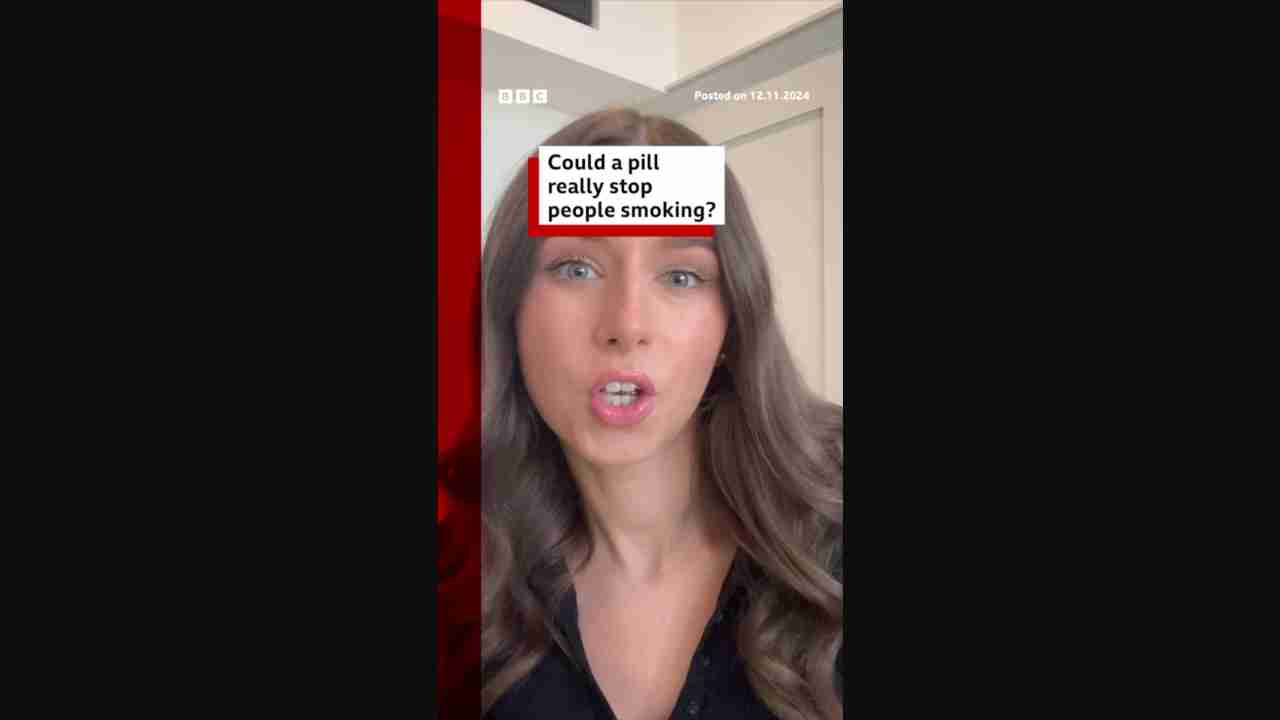 BBC
Posted on 12.11.2024
Could a pill
really stop
people smoking?